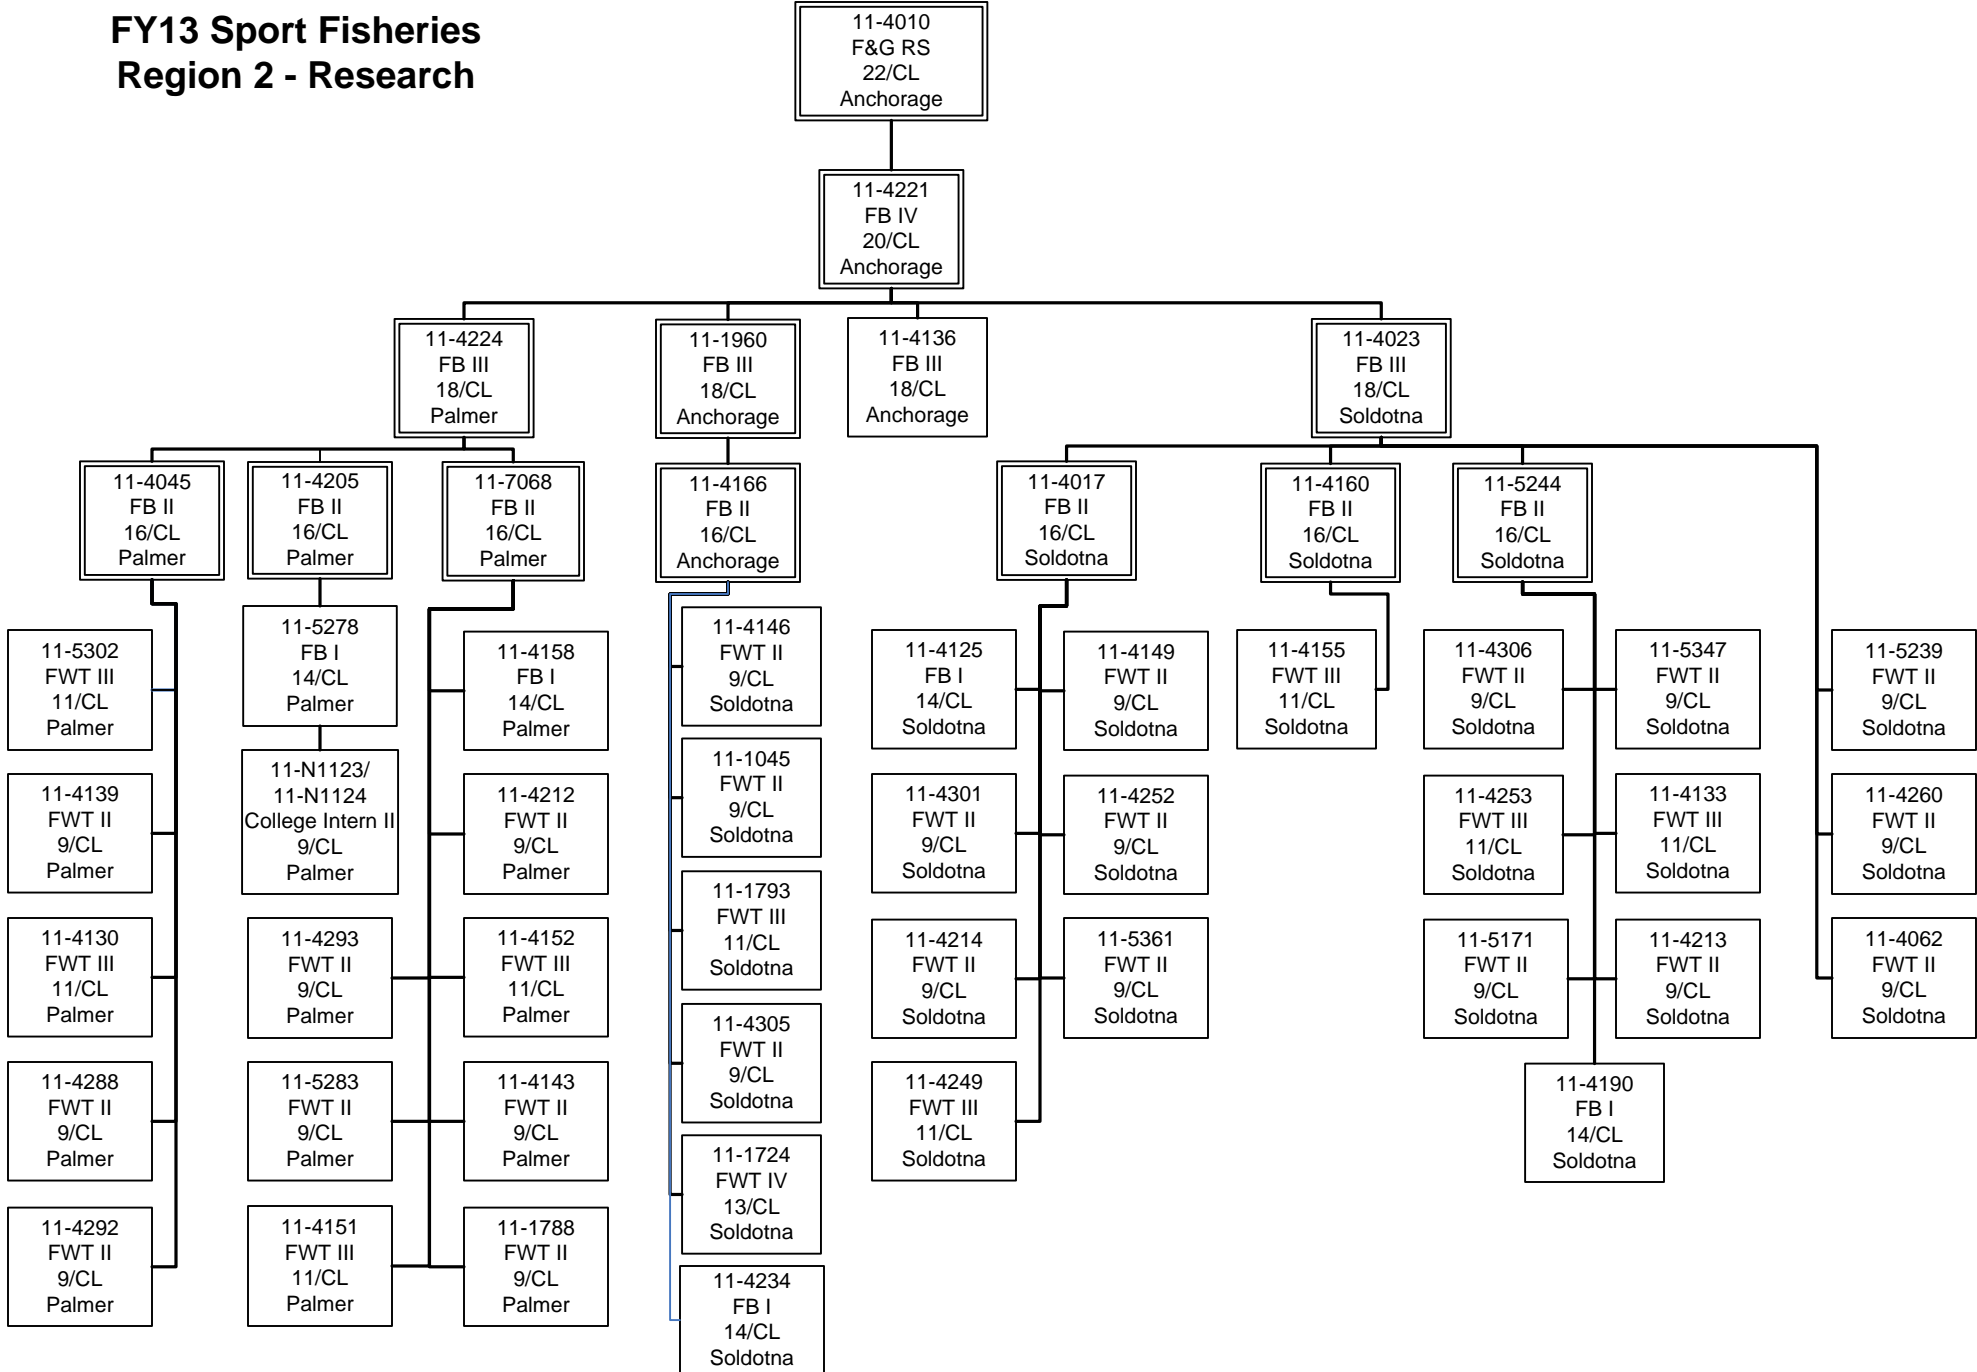 FY13 Sport Fisheries
Region 2 - Research
11-4010
F&G RS
22/CL
Anchorage
11-4221
FB IV
20/CL
Anchorage
11-4224
FB III
18/CL
Palmer
11-1960
FB III
18/CL
Anchorage
11-4136
FB III
18/CL
Anchorage
11-4023
FB III
18/CL
Soldotna
11-4045
FB II
16/CL
Palmer
11-4205
FB II
16/CL
Palmer
11-7068
FB II
16/CL
Palmer
11-4166
FB II
16/CL
Anchorage
11-4017
FB II
16/CL
Soldotna
11-4160
FB II
16/CL
Soldotna
11-5244
FB II
16/CL
Soldotna
11-5302
FWT III
11/CL
Palmer
11-4139
FWT II
9/CL
Palmer
11-4130
FWT III
11/CL
Palmer
11-4288
FWT II
9/CL
Palmer
11-4292
FWT II
9/CL
Palmer
11-5278
FB I
14/CL
Palmer
11-N1123/
11-N1124
College Intern II
9/CL
Palmer
11-4293
FWT II
9/CL
Palmer
11-5283
FWT II
9/CL
Palmer
11-4151
FWT III
11/CL
Palmer
11-4158
FB I
14/CL
Palmer
11-4212
FWT II
9/CL
Palmer
11-4152
FWT III
11/CL
Palmer
11-4143
FWT II
9/CL
Palmer
11-1788
FWT II
9/CL
Palmer
11-4146
FWT II
9/CL
Soldotna
11-1045
FWT II
9/CL
Soldotna
11-1793
FWT III
11/CL
Soldotna
11-4305
FWT II
9/CL
Soldotna
11-1724
FWT IV
13/CL
Soldotna
11-4234
FB I
14/CL
Soldotna
11-4125
FB I
14/CL
Soldotna
11-4301
FWT II
9/CL
Soldotna
11-4214
FWT II
9/CL
Soldotna
11-4249
FWT III
11/CL
Soldotna
11-4149
FWT II
9/CL
Soldotna
11-4252
FWT II
9/CL
Soldotna
11-5361
FWT II
9/CL
Soldotna
11-4155
FWT III
11/CL
Soldotna
11-4306
FWT II
9/CL
Soldotna
11-4253
FWT III
11/CL
Soldotna
11-5171
FWT II
9/CL
Soldotna
11-5347
FWT II
9/CL
Soldotna
11-4133
FWT III
11/CL
Soldotna
11-4213
FWT II
9/CL
Soldotna
11-4190
FB I
14/CL
Soldotna
11-5239
FWT II
9/CL
Soldotna
11-4260
FWT II
9/CL
Soldotna
11-4062
FWT II
9/CL
Soldotna